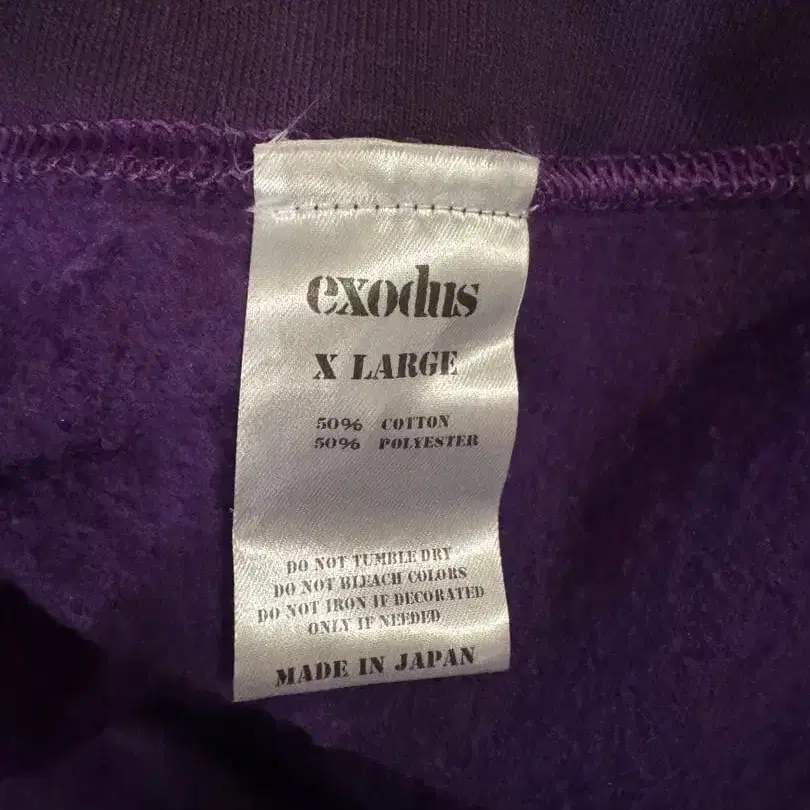 exodus
X LARGE
50% COTTON
50% POLYESTER
DO NOT TUMBLE DRY
DO NOT BLEACH COLORS
DO NOT IRON IF DECORATED
ONLY IF NEEDED
MADE IN JAPAN